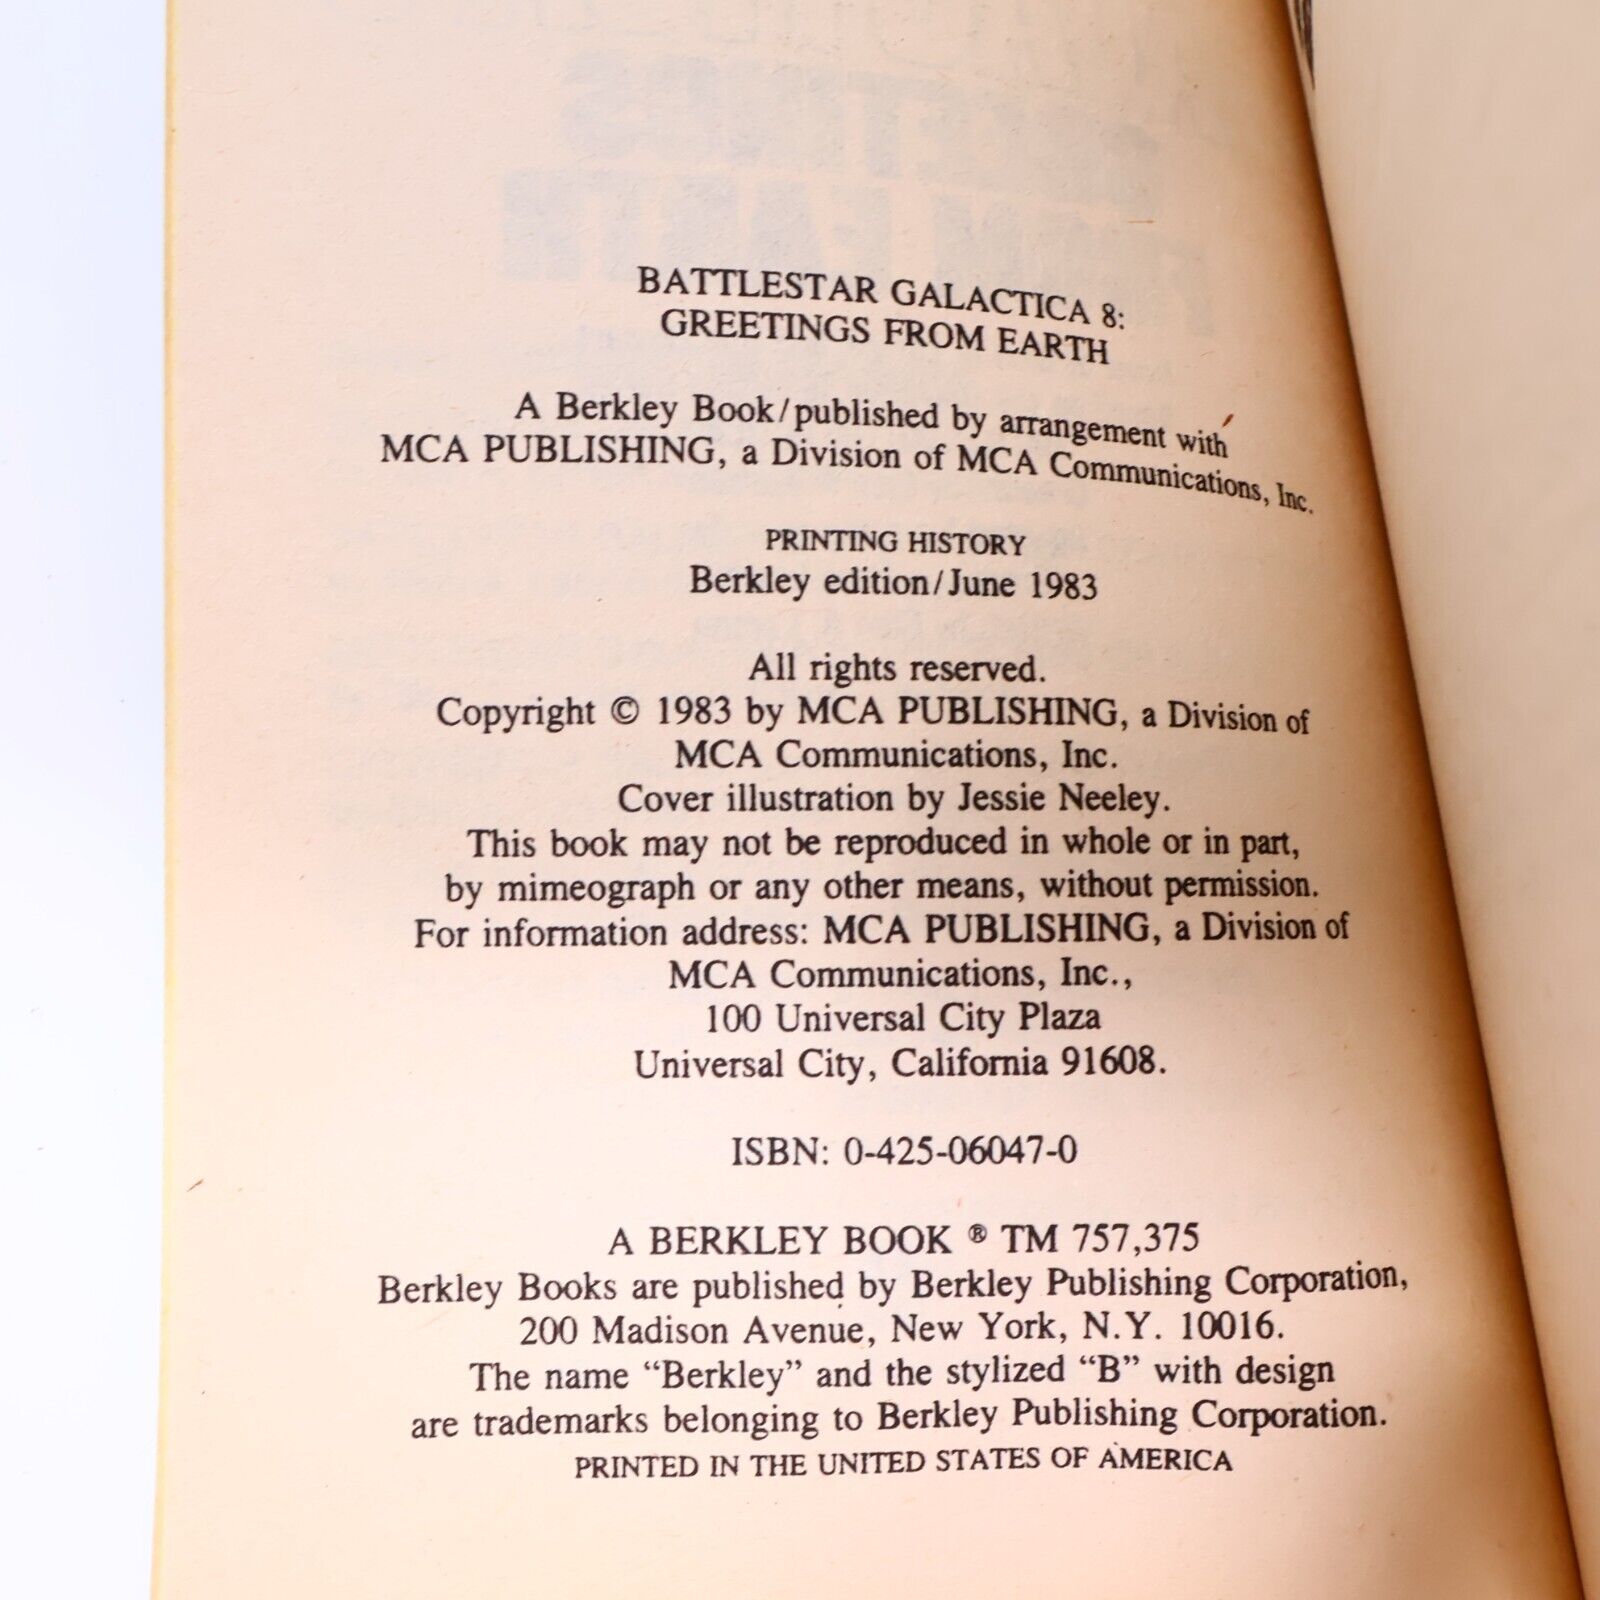 BATTLESTAR GALACTICA 8:
GREETINGS FROM EARTH
A Berkley Book/published by arrangement with
MCA PUBLISHING, a Division of MCA Communications, Inc.
PRINTING HISTORY
Berkley edition/June 1983
All rights reserved.
Copyright © 1983 by MCA PUBLISHING, a Division of
MCA Communications, Inc.
Cover illustration by Jessie Neeley.
This book may not be reproduced in whole or in part,
by mimeograph or any other means, without permission.
For information address: MCA PUBLISHING, a Division of
MCA Communications, Inc.,
100 Universal City Plaza
Universal City, California 91608.
ISBN: 0-425-06047-0
A BERKLEY BOOK ® TM 757,375
Berkley Books are published by Berkley Publishing Corporation,
200 Madison Avenue, New York, N.Y. 10016.
The name “Berkley” and the stylized “B” with design
are trademarks belonging to Berkley Publishing Corporation.
PRINTED IN THE UNITED STATES OF AMERICA